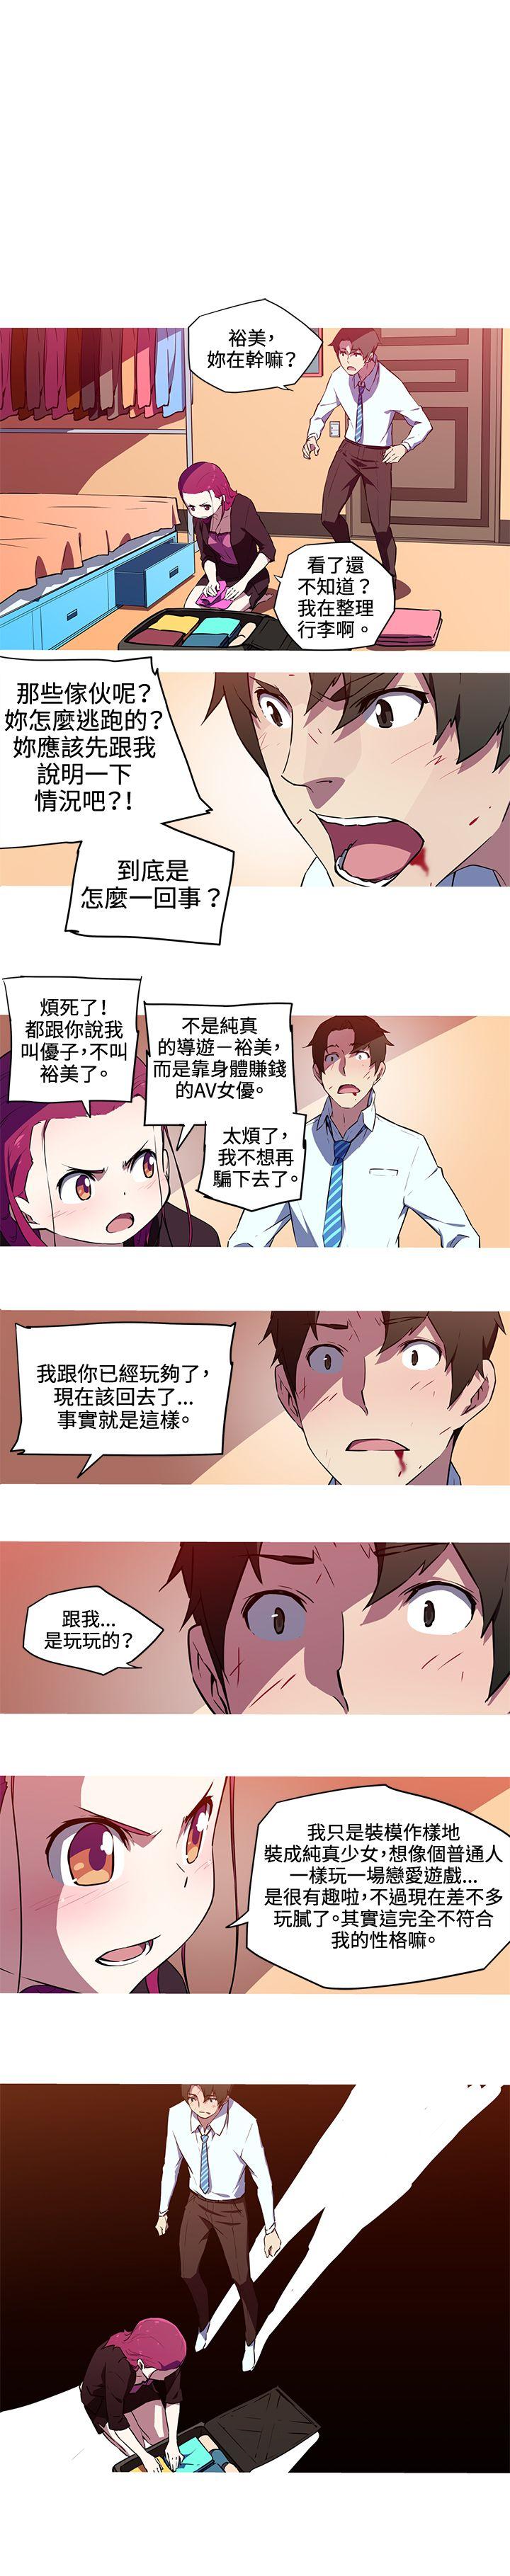 裕美，
妳在幹嘛？
看了還
不知道？
我在整理
行李啊。
那些傢伙呢？
妳怎麼逃跑的？
妳應該先跟我
說明一下
情況吧？！
到底是
怎麼一回事？
煩死了！
都跟你說我
叫優子，不叫
裕美了。
不是純真
的導遊－裕美，
而是靠身體賺錢
的AV女優。
太煩了，
我不想再
騙下去了。
我跟你已經玩夠了，
現在該回去了...
事實就是這樣。
跟我...
是玩玩的？
我只是裝模作樣地
裝成純真少女，想像個普通人
一樣玩一場戀愛遊戲...
是很有趣啦，不過現在差不多
玩膩了。其實這完全不符合
我的性格嘛。